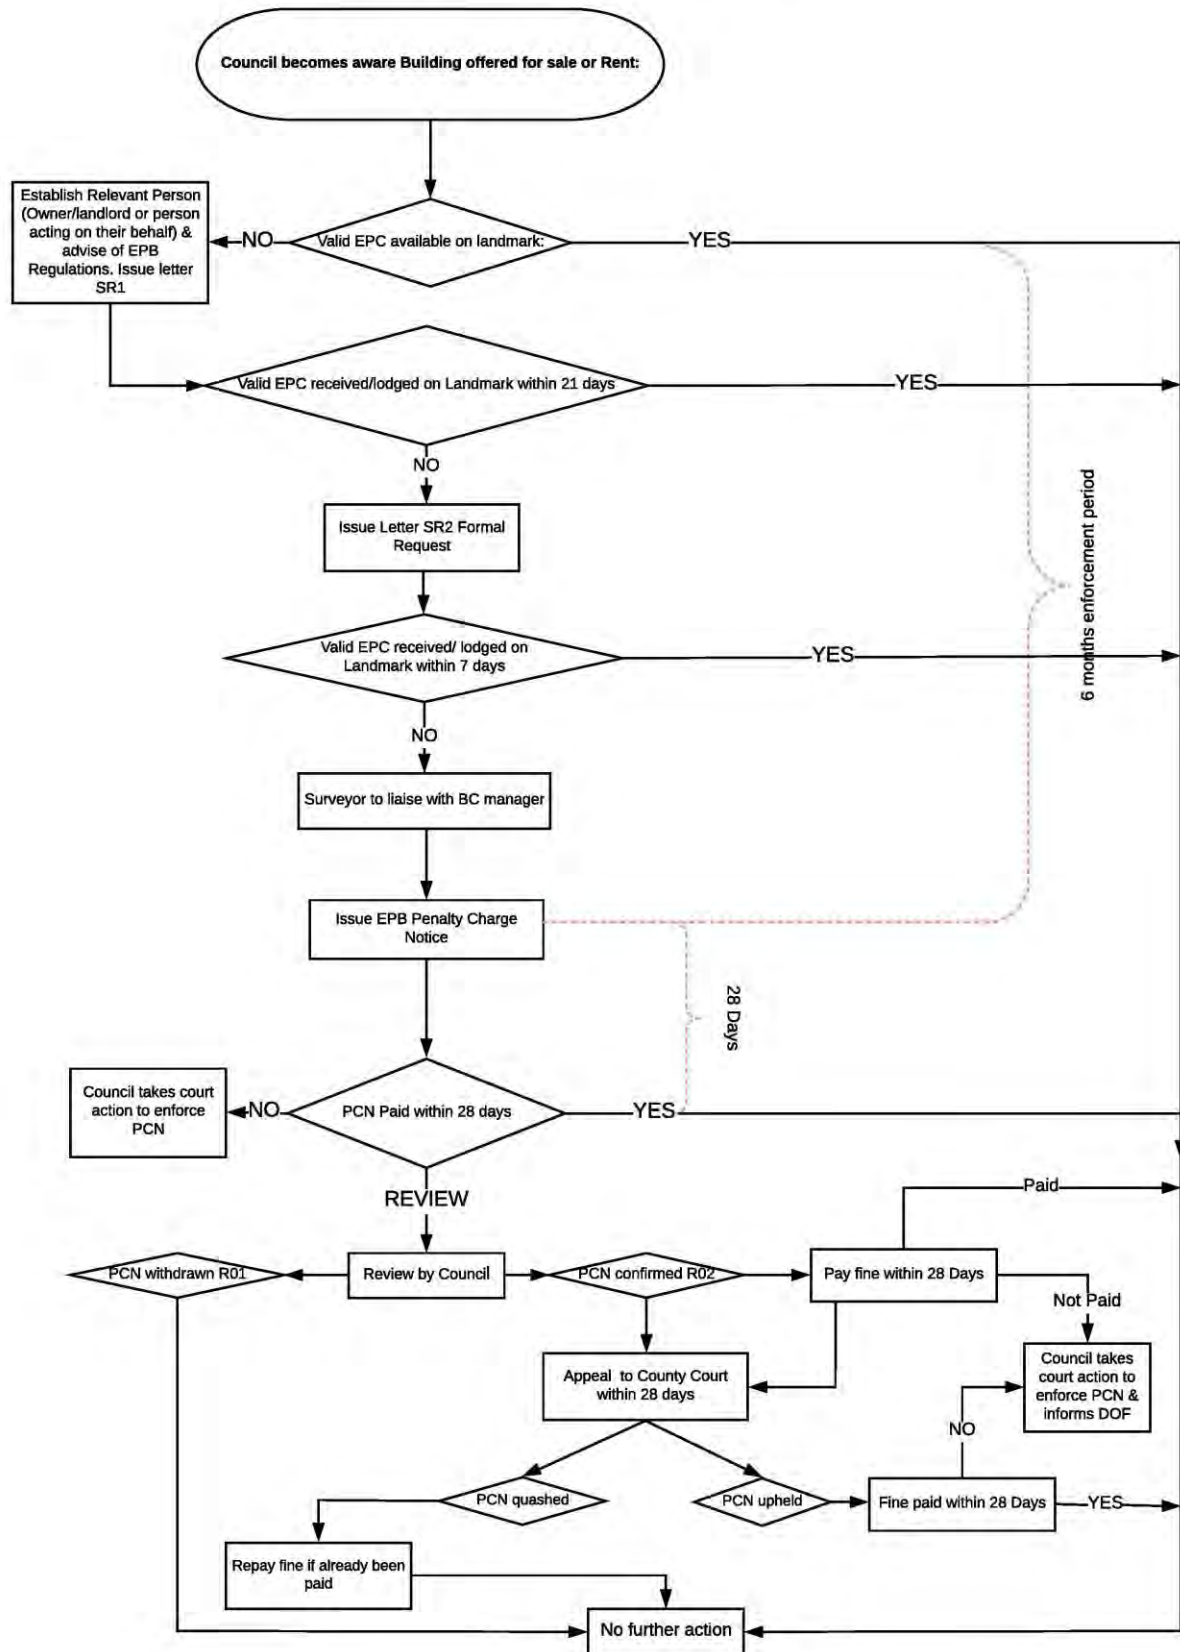 Council becomes aware Building offered for sale or Rent:
Establish Relevant Person
(Owner/landlord or person
acting on their behalf) &
advise of EPB
Regulations. Issue letter
SR1
NO
Valid EPC available on landmark:
YES
Valid EPC received/lodged on Landmark within 21 days
YES
NO
6 months enforcement period
Issue Letter SR2 Formal
Request
Valid EPC received/ lodged on
Landmark within 7 days
YES
NO
Surveyor to liaise with BC manager
Issue EPB Penalty Charge
Notice
28 Days
Council takes court
action to enforce
PCN
NO
PCN Paid within 28 days
YES
REVIEW
Paid
PCN withdrawn R01
Review by Council
PCN confirmed R02
Pay fine within 28 Days
Not Paid
Appeal to County Court
within 28 days
Council takes
court action to
enforce PCN &
informs DOF
NO
PCN quashed
PCN upheld
Fine paid within 28 Days
YES
Repay fine if already been
paid
No further action